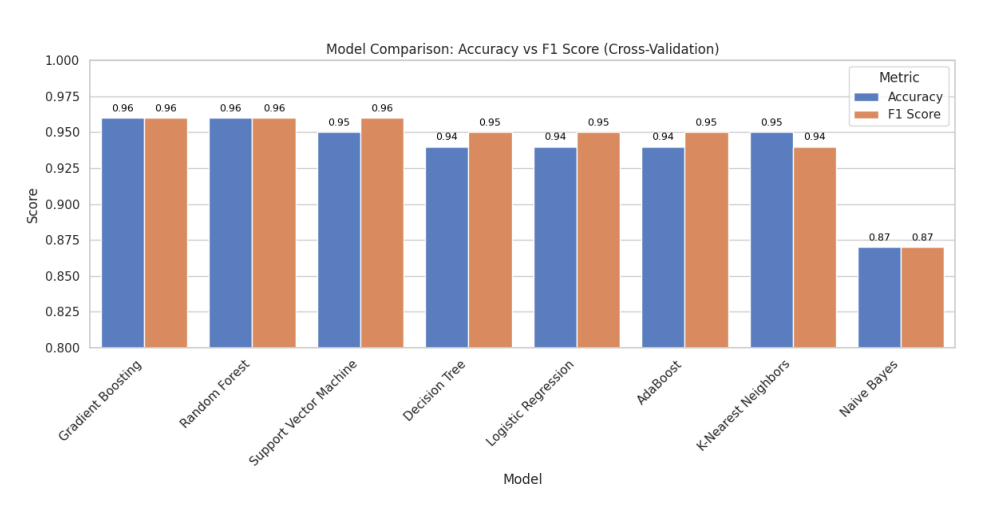 Model Comparison: Accuracy vs F1 Score (Cross-Validation)
Metric
Accuracy
F1 Score
1.000
0.975
0.950
0.925
0.900
0.875
0.850
0.825
0.800
Score
0.96 0.96 0.96 0.96 0.95 0.96 0.94 0.95 0.94 0.95 0.94 0.95 0.95 0.94 0.87 0.87
Gradient Boosting
Random Forest
Support Vector Machine
Decision Tree
Logistic Regression
AdaBoost
K-Nearest Neighbors
Naive Bayes
Model